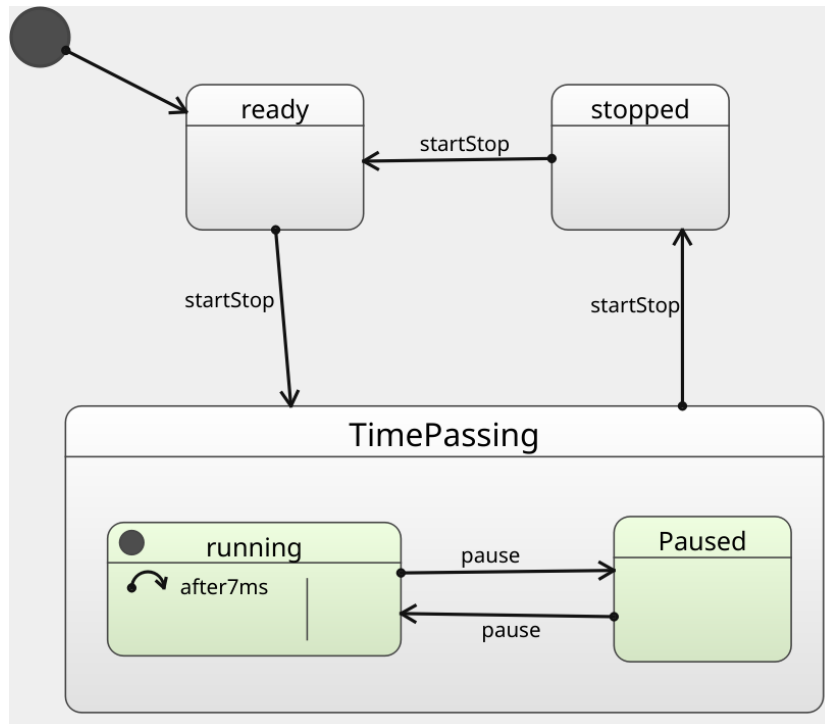 ready
stopped
startStop
startStop
startStop
TimePassing
running
Paused
pause
after7ms
pause